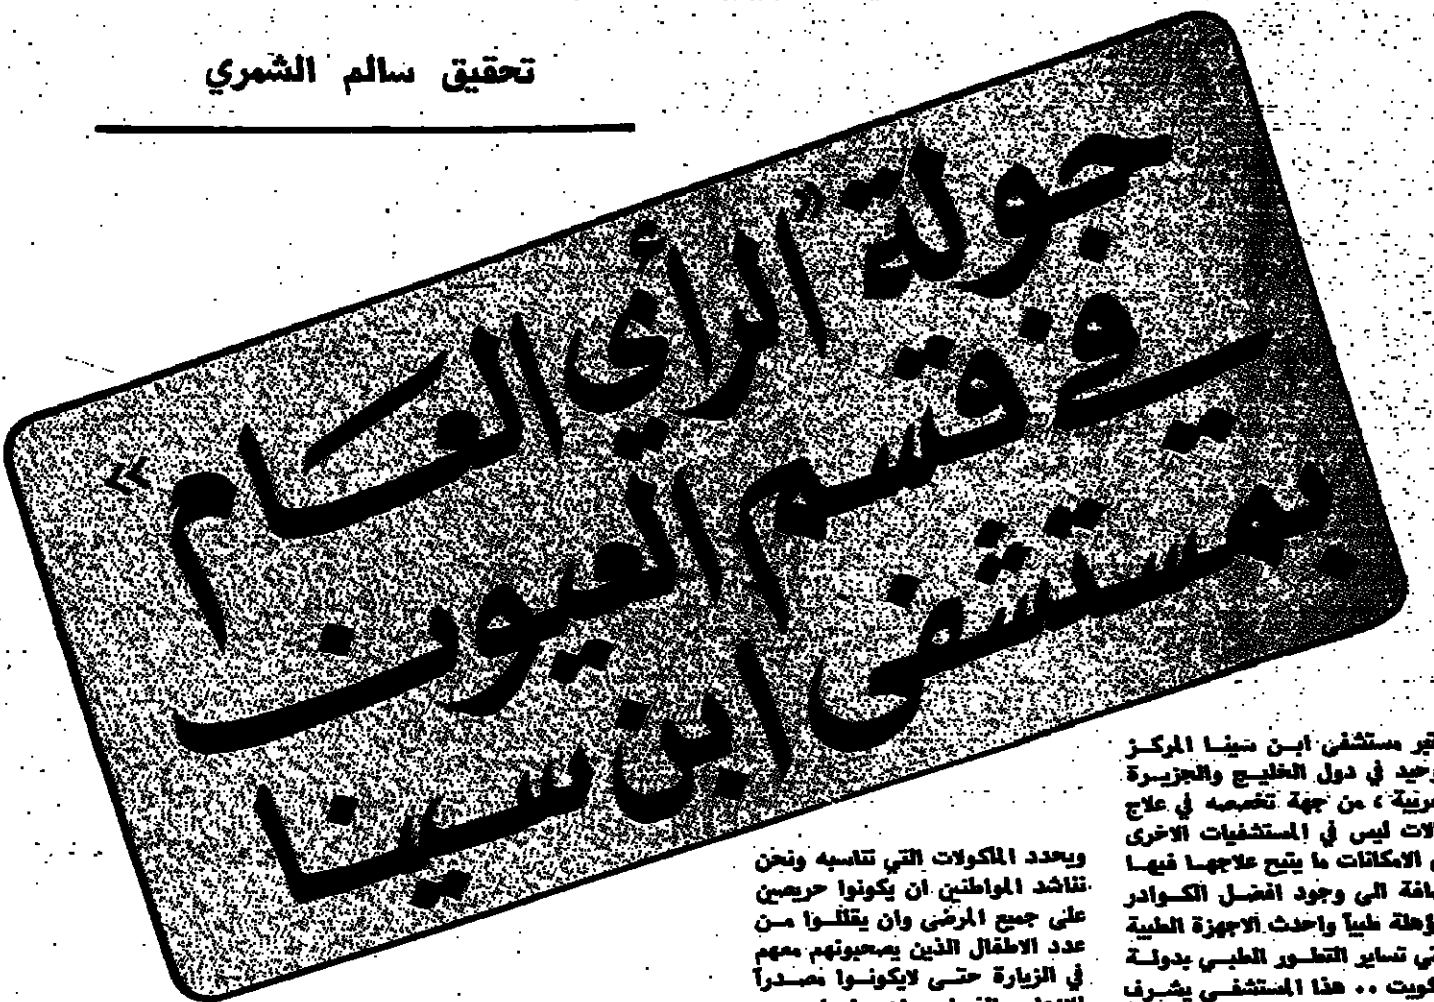 تحقيق سالم الشمري
جولة «الرأي العام»
في قسم العيون
بمستشفى ابن سينا
مستشفى ابن سينا المركز
في دول الخليج والجزيرة
من جهة تخصصه في علاج
ليس في المستشفيات الاخرى
الامكانات ما يتيح علاجها فيها
الى وجود افضل الكوادر
طبياً واحدث الاجهزة الطبية
تساير التطور الطبي بدولة
.. هذا المستشفى يشرف
ويحدد المأكولات التي تناسبه ونحن
نناشد المواطنين ان يكونوا حريصين
على جميع المرضى وان يقللوا من
عدد الاطفال الذين يصحبونهم معهم
في الزيارة حتى لايكونوا مصدراً